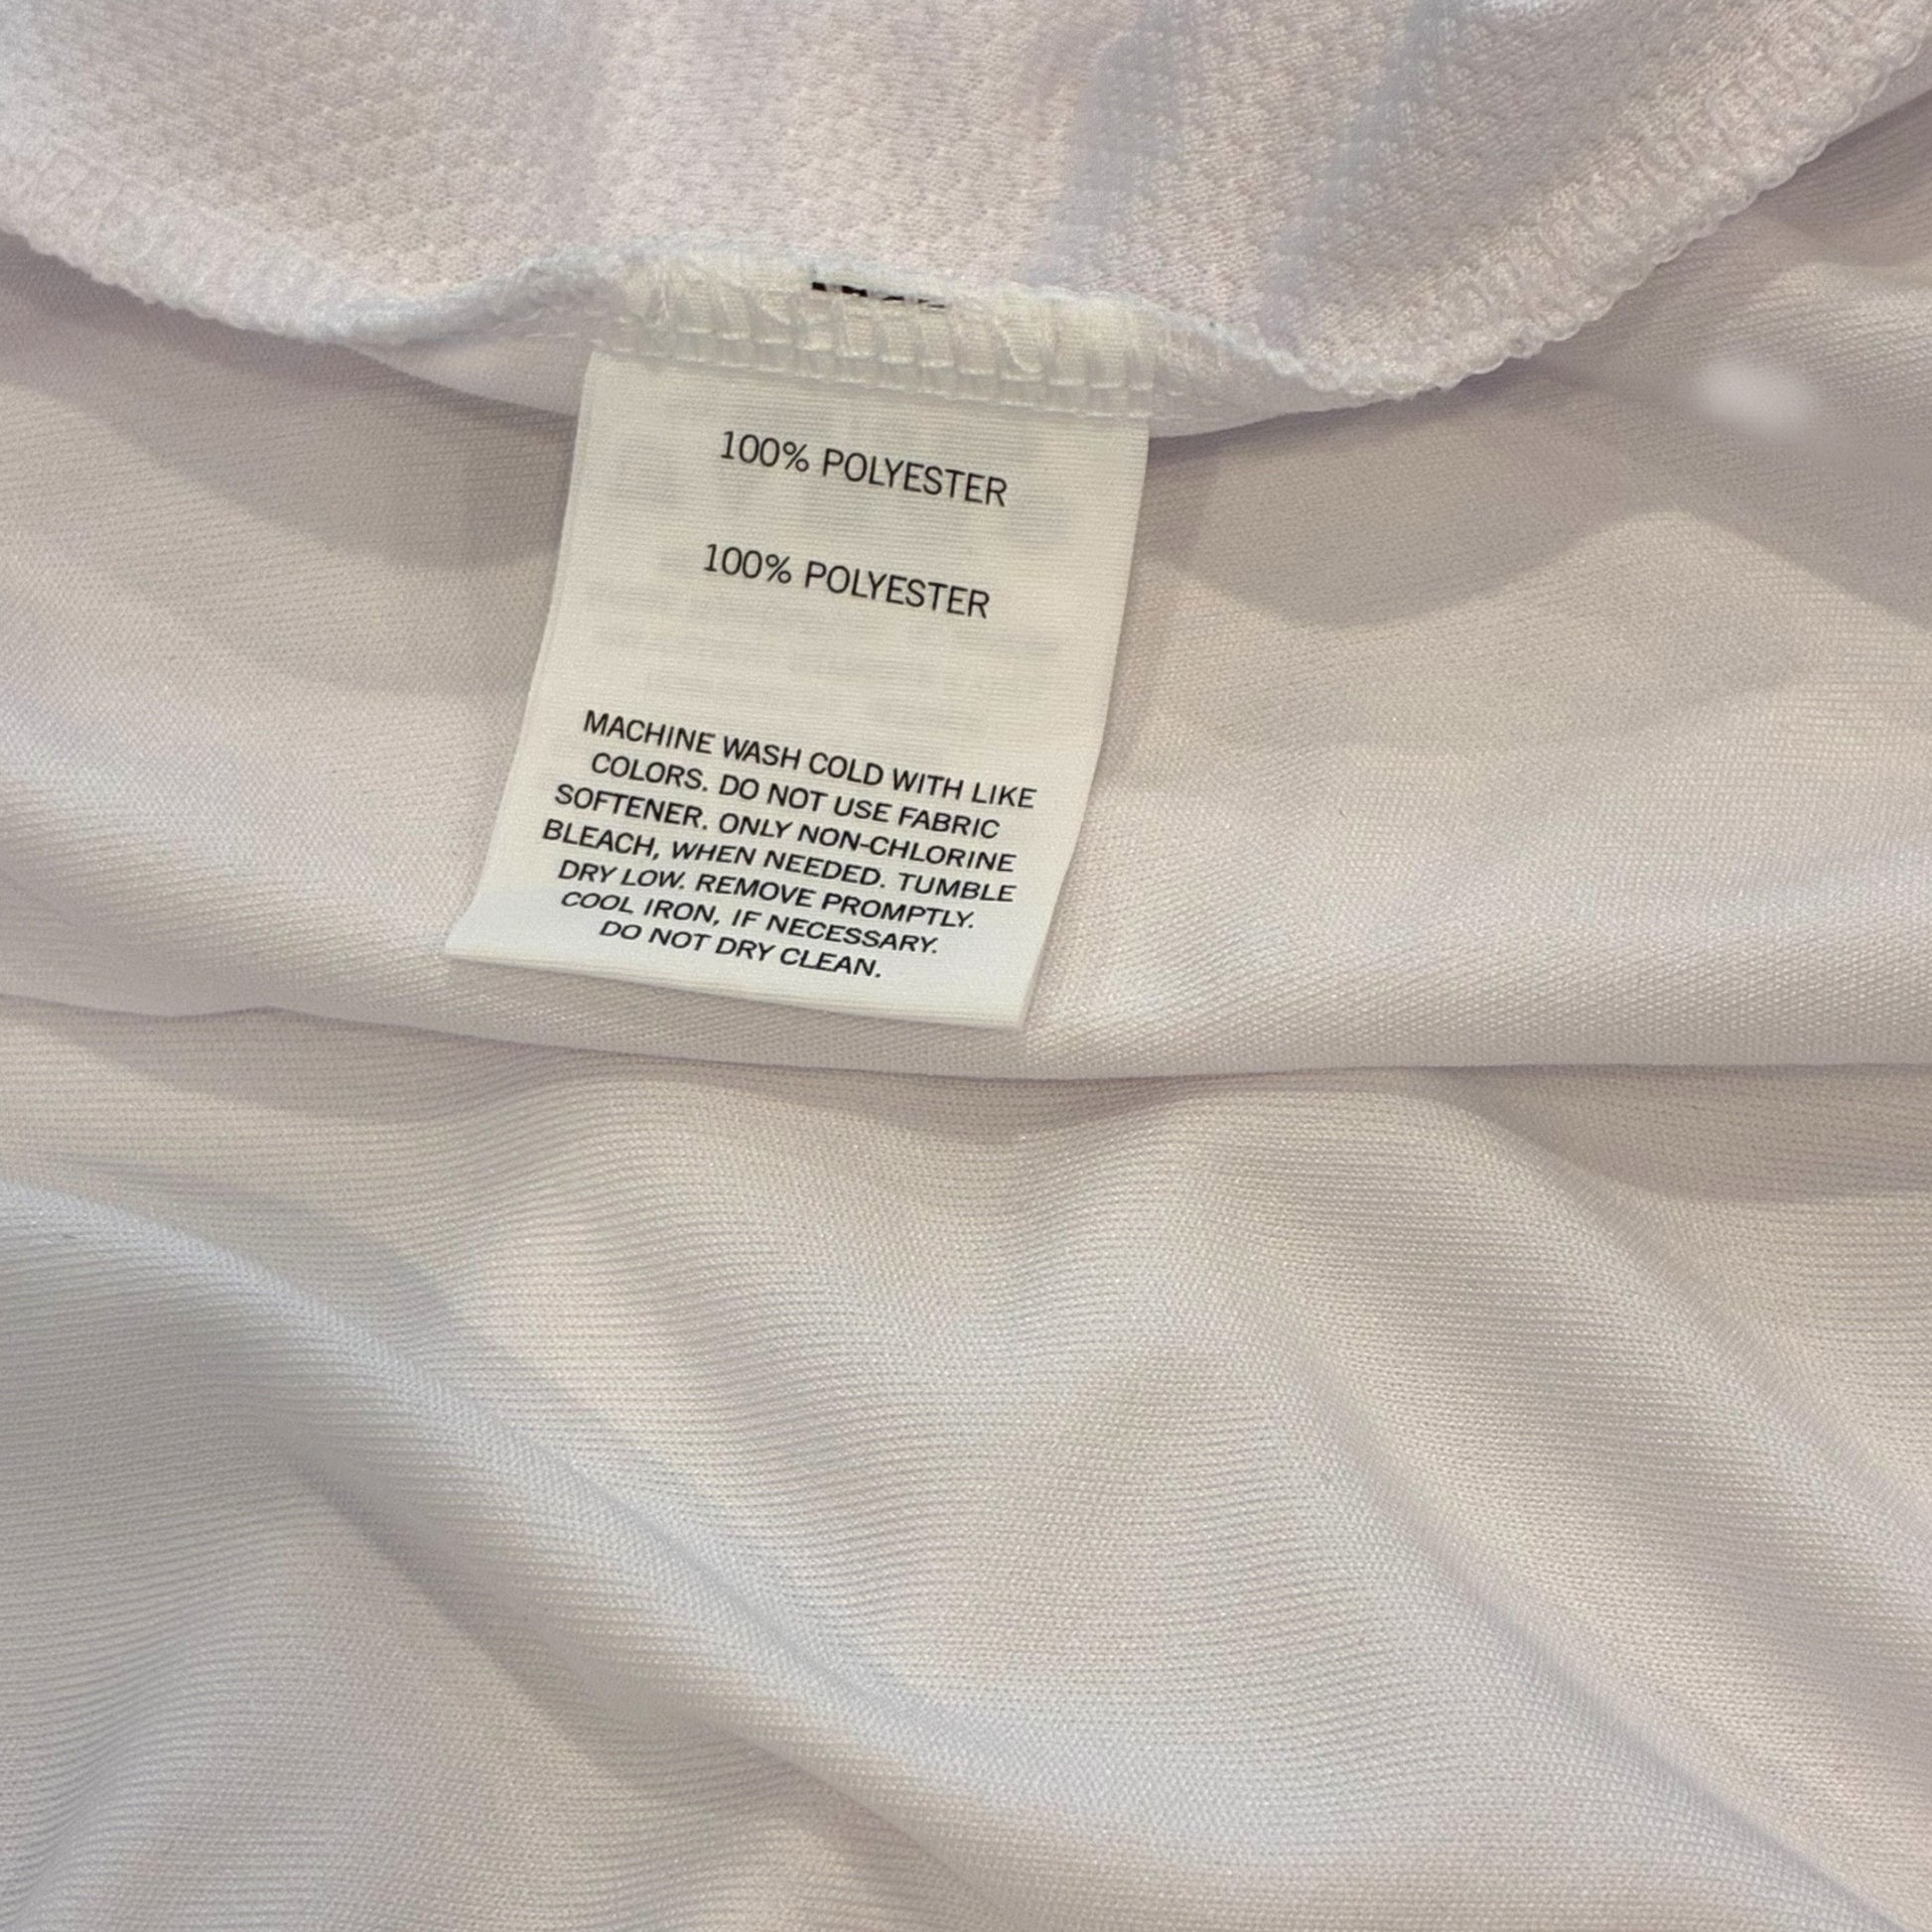 100% POLYESTER
100% POLYESTER
MACHINE WASH COLD WITH LIKE
COLORS. DO NOT USE FABRIC
SOFTENER. ONLY NON-CHLORINE
BLEACH, WHEN NEEDED. TUMBLE
DRY LOW. REMOVE PROMPTLY.
COOL IRON, IF NECESSARY.
DO NOT DRY CLEAN.